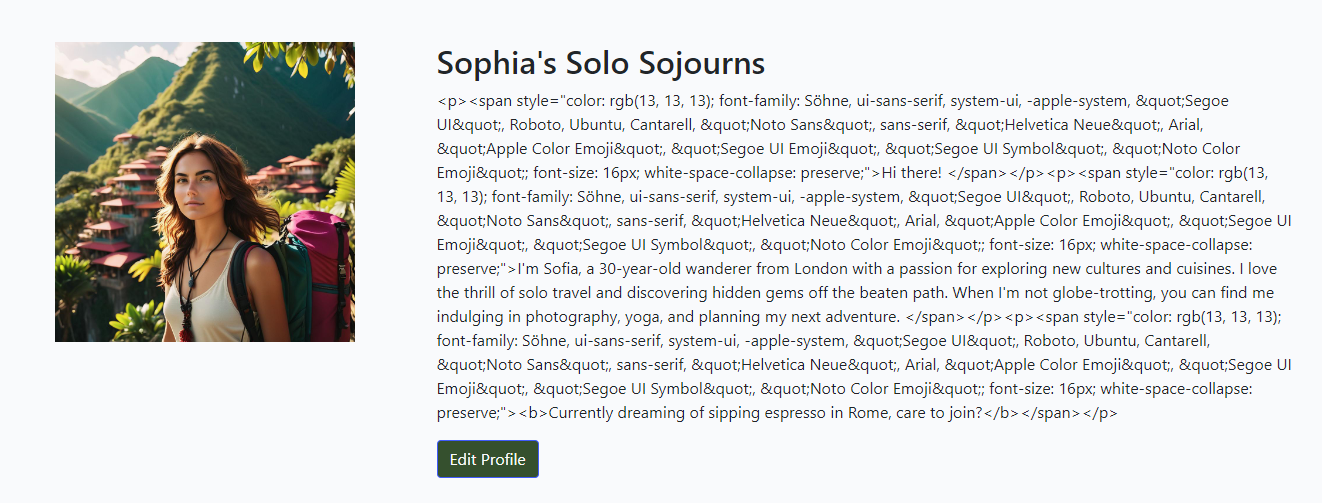 Sophia's Solo Sojourns
<p><span style="color: rgb(13, 13, 13); font-family: Söhne, ui-sans-serif, system-ui, -apple-system, &quot;Segoe
UI&quot;, Roboto, Ubuntu, Cantarell, &quot;Noto Sans&quot;, sans-serif, &quot;Helvetica Neue&quot;, Arial,
&quot;Apple Color Emoji&quot;, &quot;Segoe UI Emoji&quot;, &quot;Segoe UI Symbol&quot;, &quot;Noto Color
Emoji&quot;; font-size: 16px; white-space-collapse: preserve;">Hi there! </span></p><p><span style="color: rgb(13,
13, 13); font-family: Söhne, ui-sans-serif, system-ui, -apple-system, &quot;Segoe UI&quot;, Roboto, Ubuntu, Cantarell,
&quot;Noto Sans&quot;, sans-serif, &quot;Helvetica Neue&quot;, Arial, &quot;Apple Color Emoji&quot;, &quot;Segoe UI
Emoji&quot;, &quot;Segoe UI Symbol&quot;, &quot;Noto Color Emoji&quot;; font-size: 16px; white-space-collapse:
preserve;">I'm Sofia, a 30-year-old wanderer from London with a passion for exploring new cultures and cuisines. I love
the thrill of solo travel and discovering hidden gems off the beaten path. When I'm not globe-trotting, you can find me
indulging in photography, yoga, and planning my next adventure. </span></p><p><span style="color: rgb(13, 13, 13);
font-family: Söhne, ui-sans-serif, system-ui, -apple-system, &quot;Segoe UI&quot;, Roboto, Ubuntu, Cantarell,
&quot;Noto Sans&quot;, sans-serif, &quot;Helvetica Neue&quot;, Arial, &quot;Apple Color Emoji&quot;, &quot;Segoe UI
Emoji&quot;, &quot;Segoe UI Symbol&quot;, &quot;Noto Color Emoji&quot;; font-size: 16px; white-space-collapse:
preserve;"><b>Currently dreaming of sipping espresso in Rome, care to join?</b></span></p>
Edit Profile